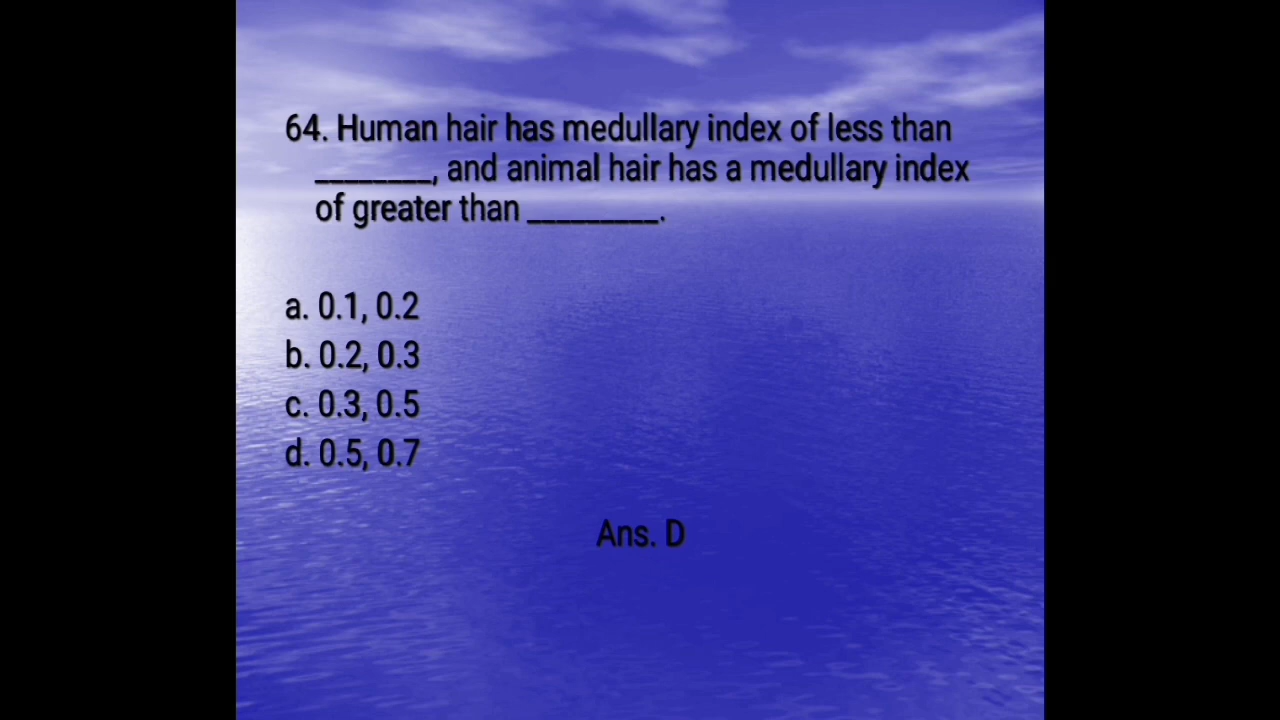 64. Human hair has medullary index of less than
________, and animal hair has a medullary index
of greater than _________.
a. 0.1, 0.2
b. 0.2, 0.3
c. 0.3, 0.5
d. 0.5, 0.7
Ans. D